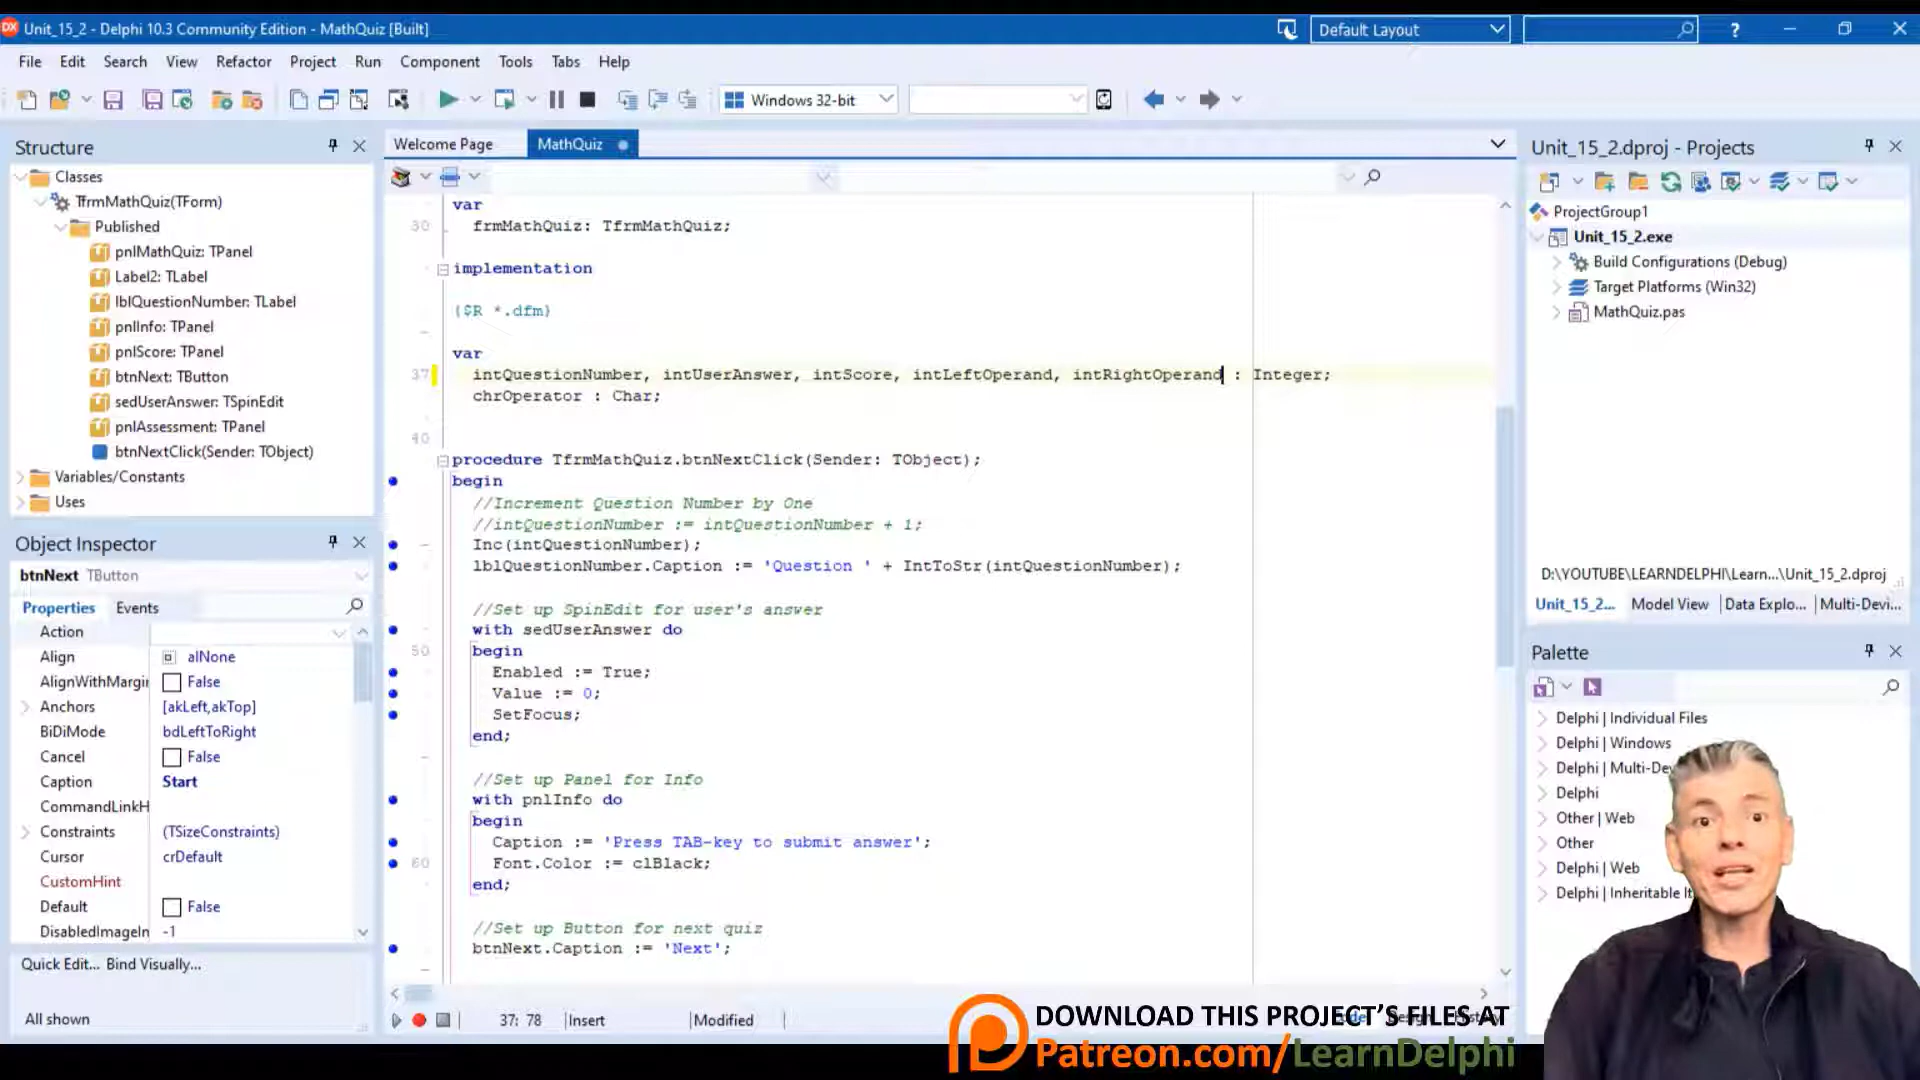 Unit_15_2 - Delphi 10.3 Community Edition - MathQuiz [Built]
Default Layout
?
File Edit Search View Refactor Project Run Component Tools Tabs Help
Windows 32-bit
Structure
Classes
TfrmMathQuiz(TForm)
Published
pnlMathQuiz: TPanel
Label2: TLabel
lblQuestionNumber: TLabel
pnlInfo: TPanel
pnlScore: TPanel
btnNext: TButton
sedUserAnswer: TSpinEdit
pnlAssessment: TPanel
btnNextClick(Sender: TObject)
Variables/Constants
Uses
Object Inspector
btnNext TButton
Properties Events
Action
Align alNone
AlignWithMargin False
Anchors [akLeft,akTop]
BiDiMode bdLeftToRight
Cancel False
Caption Start
CommandLinkH
Constraints (TSizeConstraints)
Cursor crDefault
CustomHint
Default False
DisabledImageIn -1
Quick Edit... Bind Visually...
All shown
Welcome Page MathQuiz
var
30 frmMathQuiz: TfrmMathQuiz;
implementation
{$R *.dfm}
var
37 intQuestionNumber, intUserAnswer, intScore, intLeftOperand, intRightOperand : Integer;
chrOperator : Char;
40
procedure TfrmMathQuiz.btnNextClick(Sender: TObject);
begin
//Increment Question Number by One
//intQuestionNumber := intQuestionNumber + 1;
Inc(intQuestionNumber);
lblQuestionNumber.Caption := 'Question ' + IntToStr(intQuestionNumber);
//Set up SpinEdit for user's answer
with sedUserAnswer do
50 begin
Enabled := True;
Value := 0;
SetFocus;
end;
//Set up Panel for Info
with pnlInfo do
begin
Caption := 'Press TAB-key to submit answer';
60 Font.Color := clBlack;
end;
//Set up Button for next quiz
btnNext.Caption := 'Next';
37: 78 Insert Modified
Unit_15_2.dproj - Projects
ProjectGroup1
Unit_15_2.exe
Build Configurations (Debug)
Target Platforms (Win32)
MathQuiz.pas
D:\YOUTUBE\LEARNDELPHI\Learn...\Unit_15_2.dproj
Unit_15_2... Model View Data Explo... Multi-Devi...
Palette
Delphi | Individual Files
Delphi | Windows
Delphi | Multi-De
Delphi
Other | Web
Other
Delphi | Web
Delphi | Inheritable It
DOWNLOAD THIS PROJECT'S FILES AT
Patreon.com/LearnDelphi